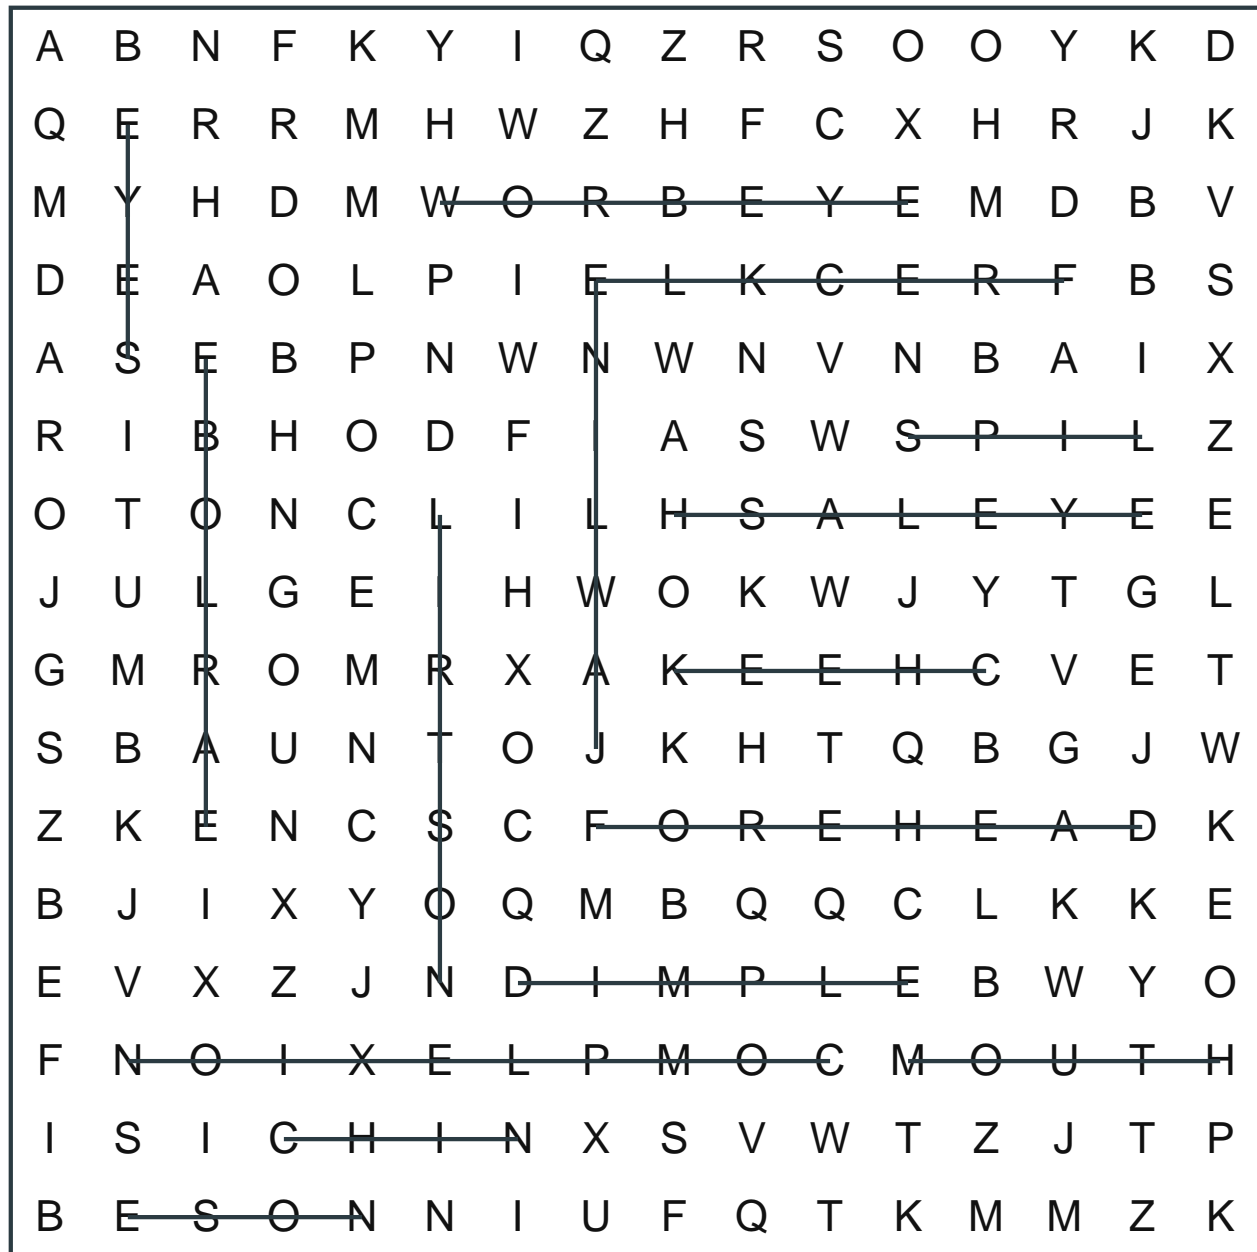 A B N F K Y I Q Z R S O O Y K D
Q E R R M H W Z H F C X H R J K
M Y H D M W O R B E Y E M D B V
D E A O L P I E L K C E R F B S
A S E B P N W N W N V N B A I X
R I B H O D F I A S W S P I L Z
O T O N C L I L H S A L E Y E E
J U L G E I H W O K W J Y T G L
G M R O M R X A K E E H C V E T
S B A U N T O J K H T Q B G J W
Z K E N C S C F O R E H E A D K
B J I X Y O Q M B Q Q C L K K E
E V X Z J N D I M P L E B W Y O
F N O I X E L P M O C M O U T H
I S I C H I N X S V W T Z J T P
B E S O N N I U F Q T K M M Z K